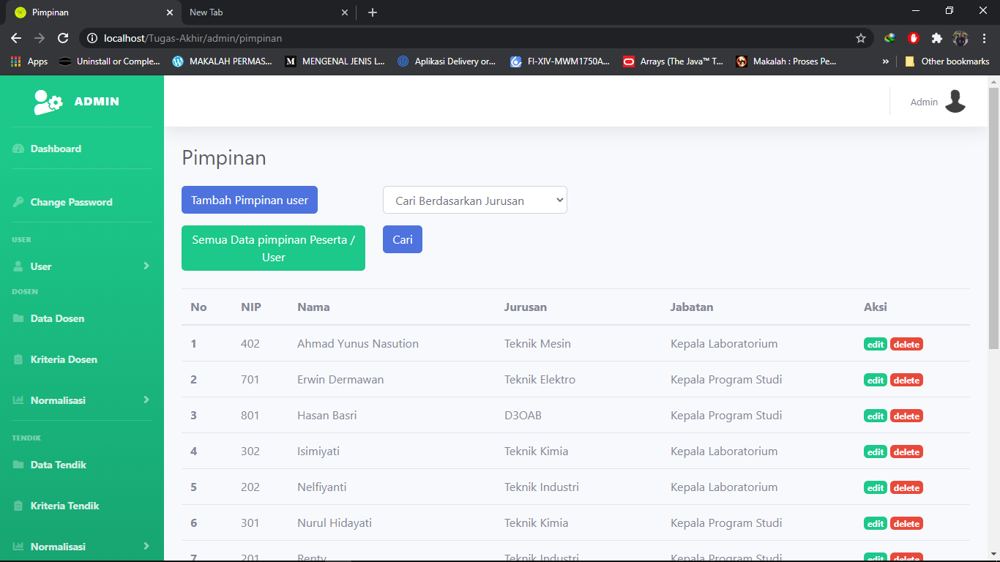 Pimpinan
New Tab
localhost/Tugas-Akhir/admin/pimpinan
Apps
Uninstall or Comple...
MAKALAH PERMAS...
MENGENAL JENIS L...
Aplikasi Delivery or...
FI-XIV-MWM1750A...
Arrays (The Java™ T...
Makalah : Proses Pe...
Other bookmarks
ADMIN
Dashboard
Change Password
USER
User
DOSEN
Data Dosen
Kriteria Dosen
Normalisasi
TENDIK
Data Tendik
Kriteria Tendik
Normalisasi
Admin
Pimpinan
Tambah Pimpinan user
Cari Berdasarkan Jurusan
Semua Data pimpinan Peserta /
User
Cari
No NIP Nama Jurusan Jabatan Aksi
1 402 Ahmad Yunus Nasution Teknik Mesin Kepala Laboratorium edit delete
2 701 Erwin Dermawan Teknik Elektro Kepala Program Studi edit delete
3 801 Hasan Basri D3OAB Kepala Program Studi edit delete
4 302 Isimiyati Teknik Kimia Kepala Laboratorium edit delete
5 202 Nelfiyanti Teknik Industri Kepala Laboratorium edit delete
6 301 Nurul Hidayati Teknik Kimia Kepala Program Studi edit delete
7 201 Renty Teknik Industri Kepala Program Studi edit delete